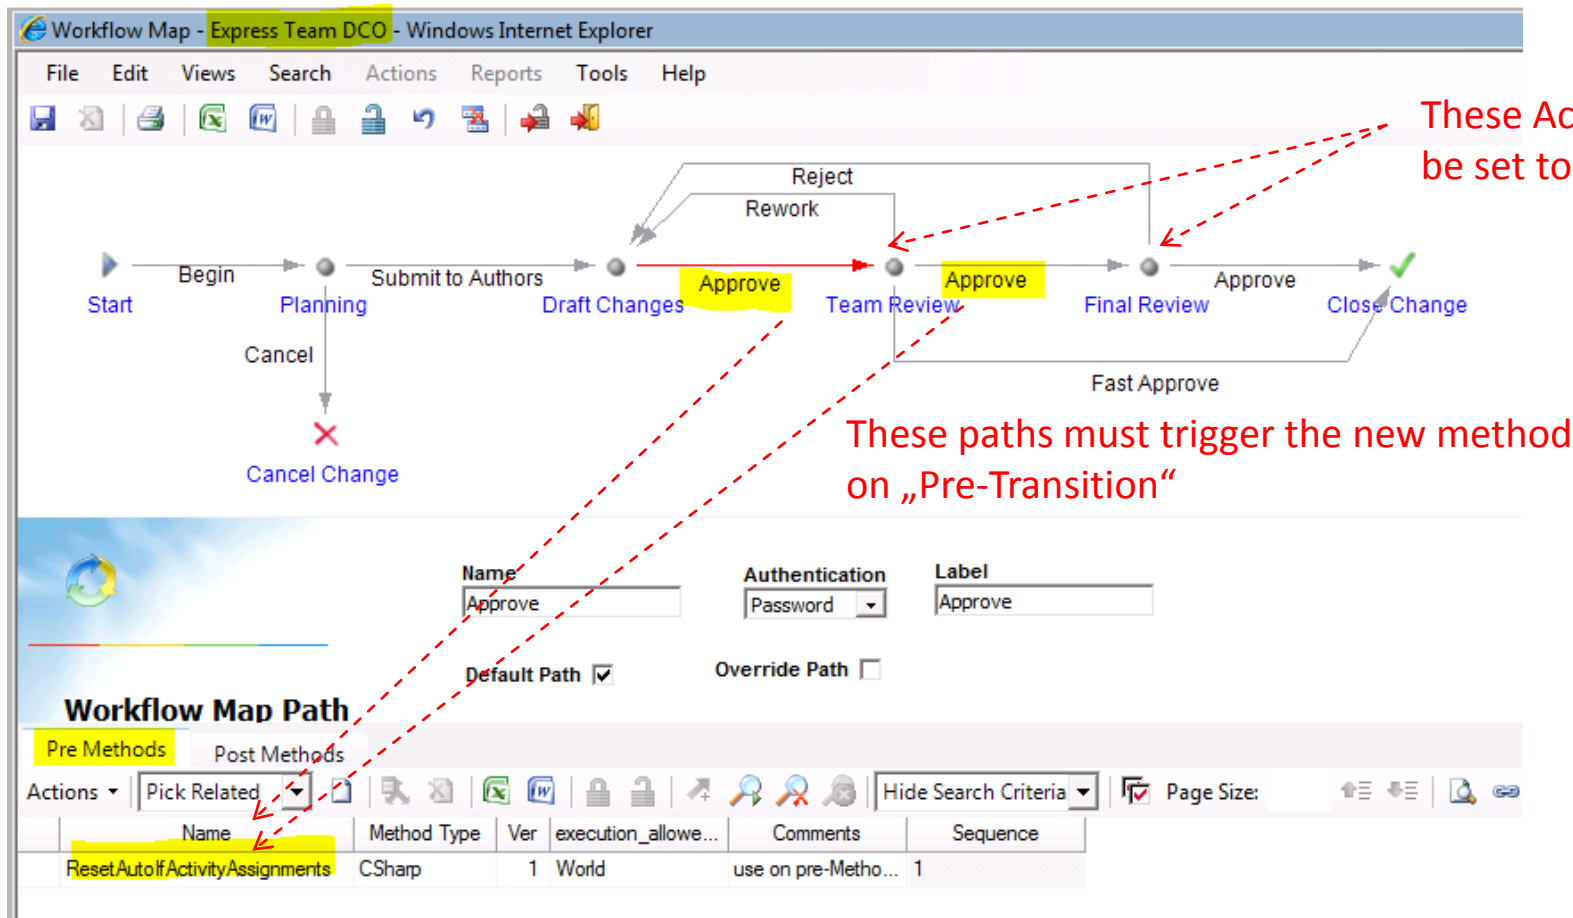 Workflow Map - Express Team DCO - Windows Internet Explorer
File Edit Views Search Actions Reports Tools Help
These Ac
be set to
Reject
Rework
Begin
Submit to Authors
Approve
Approve
Approve
Start
Planning
Draft Changes
Team Review
Final Review
Close Change
Cancel
Fast Approve
Cancel Change
These paths must trigger the new method
on „Pre-Transition“
Name
Authentication
Label
Approve
Password
Approve
Default Path
Override Path
Workflow Map Path
Pre Methods
Post Methods
Actions
Pick Related
Hide Search Criteria
Page Size:
Name Method Type Ver execution_allowe... Comments Sequence
ResetAutoIfActivityAssignments CSharp 1 World use on pre-Metho... 1